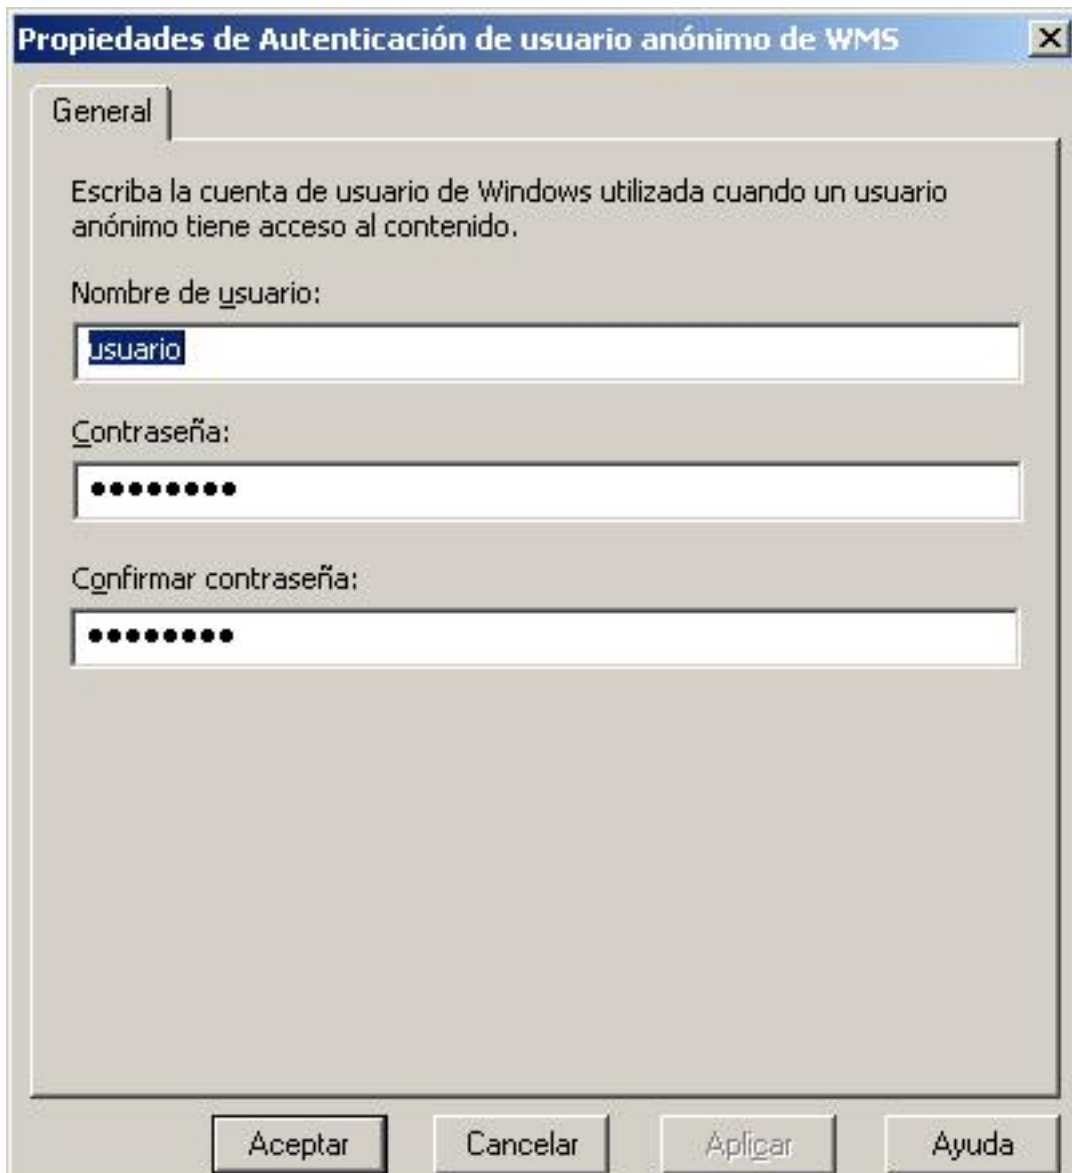 Propiedades de Autenticación de usuario anónimo de WMS
General
Escriba la cuenta de usuario de Windows utilizada cuando un usuario
anónimo tiene acceso al contenido.
Nombre de usuario:
usuario
Contraseña:
••••••••
Confirmar contraseña:
••••••••
Aceptar Cancelar Aplicar Ayuda